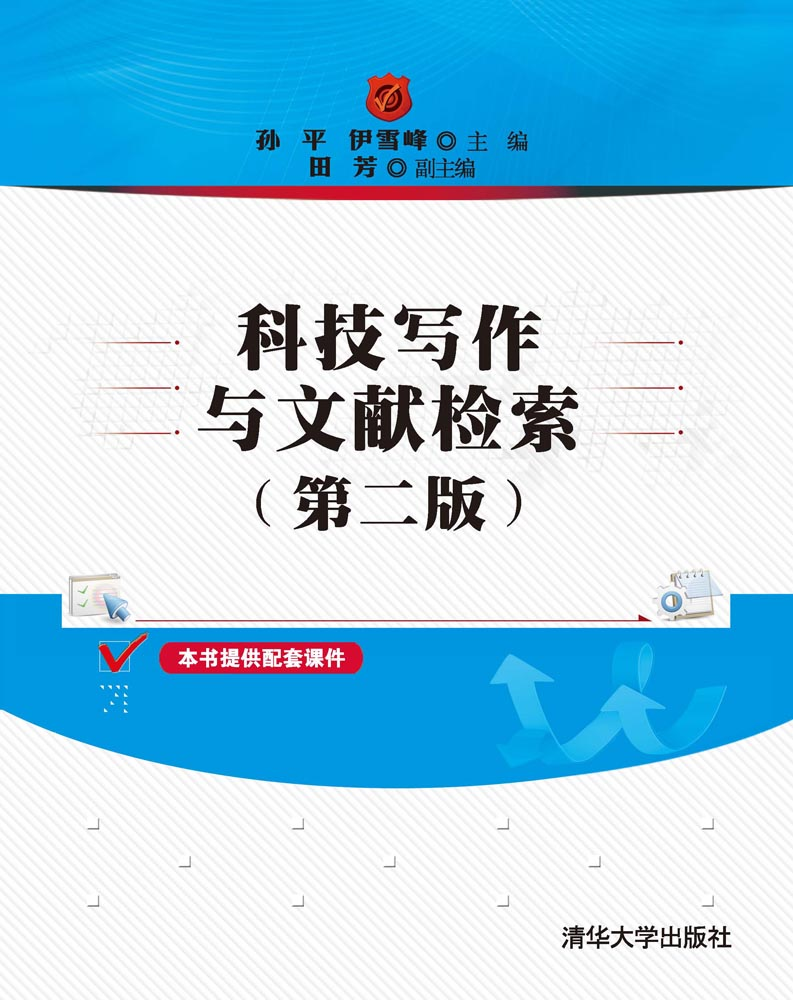 孙 平 伊雪峰◎主 编
田 芳◎副主编
科技写作
与文献检索
（第二版）
本书提供配套课件
清华大学出版社